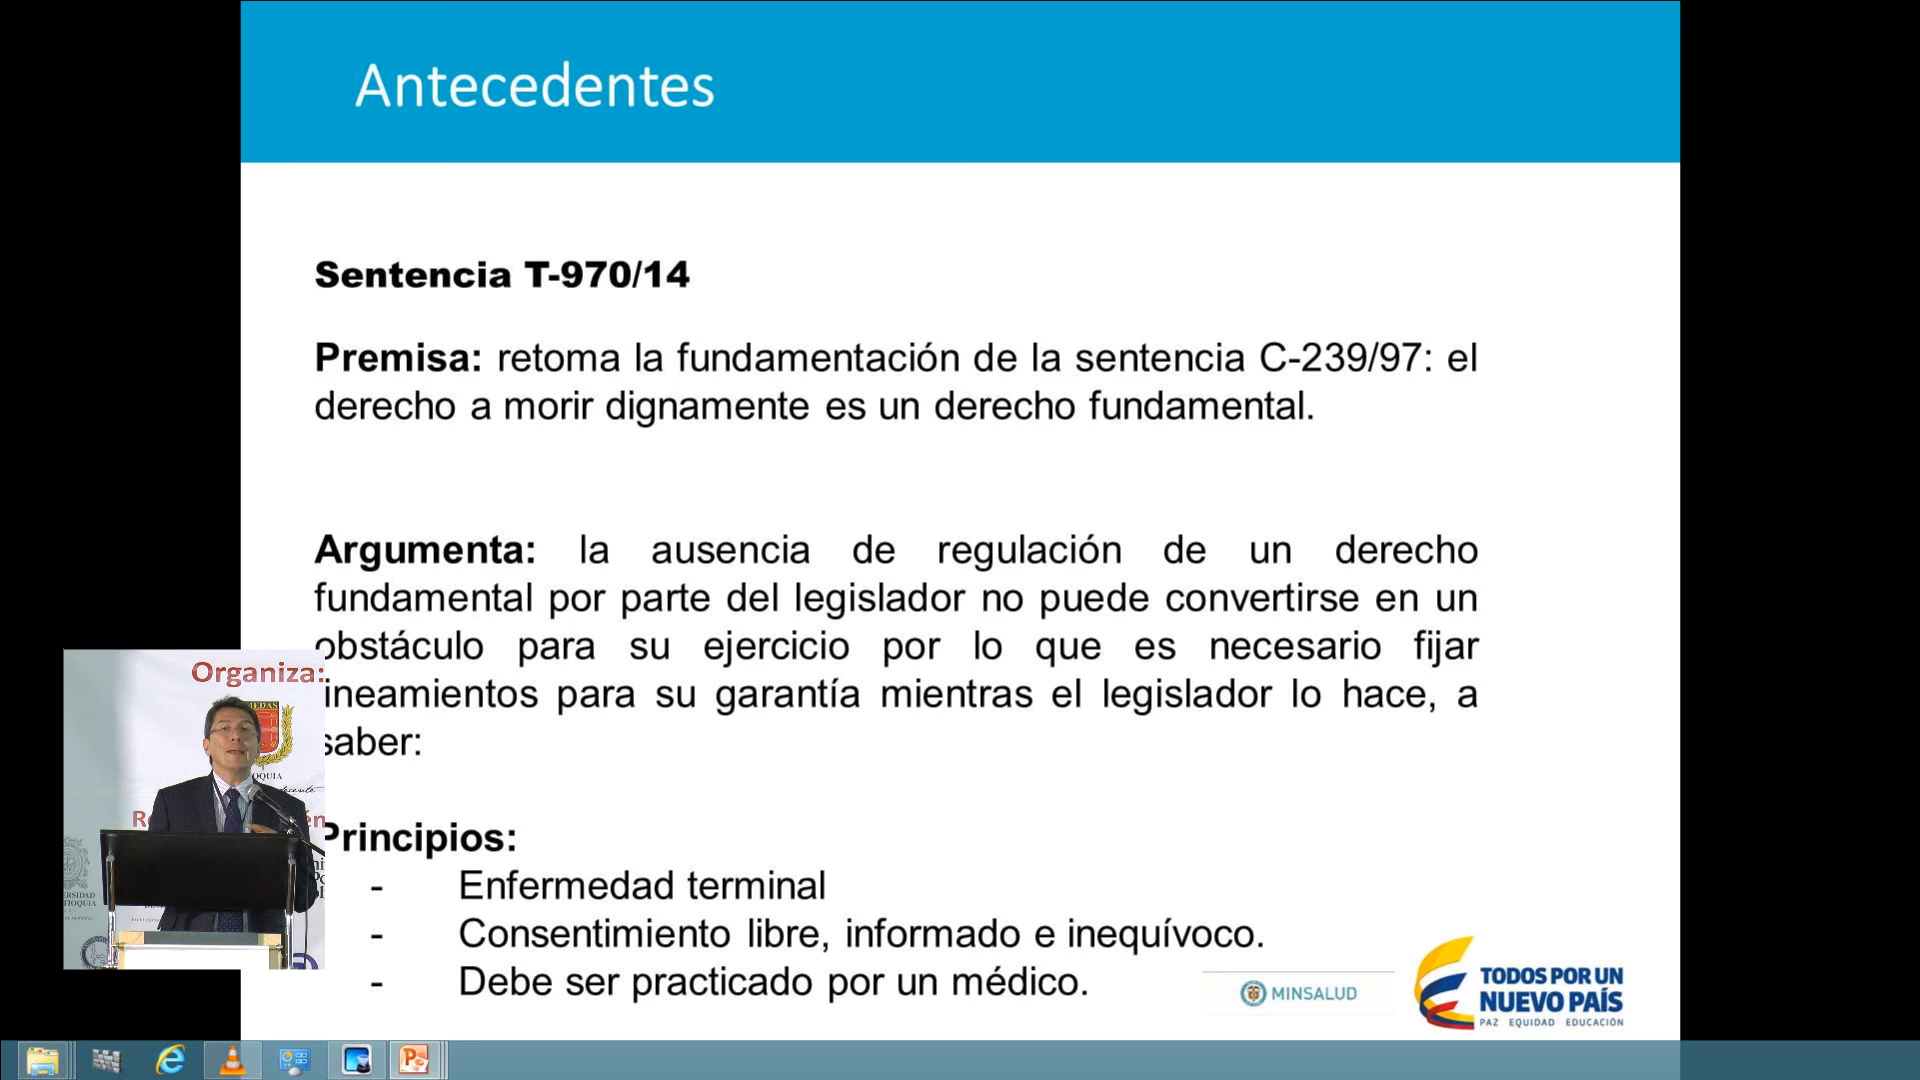 Antecedentes
Sentencia T-970/14
Premisa: retoma la fundamentación de la sentencia C-239/97: el
derecho a morir dignamente es un derecho fundamental.
Argumenta: la ausencia de regulación de un derecho
fundamental por parte del legislador no puede convertirse en un
obstáculo para su ejercicio por lo que es necesario fijar
lineamientos para su garantía mientras el legislador lo hace, a
saber:
Principios:
- Enfermedad terminal
- Consentimiento libre, informado e inequívoco.
- Debe ser practicado por un médico.
Organiza:
MINSALUD
TODOS POR UN
NUEVO PAÍS
PAZ EQUIDAD EDUCACIÓN